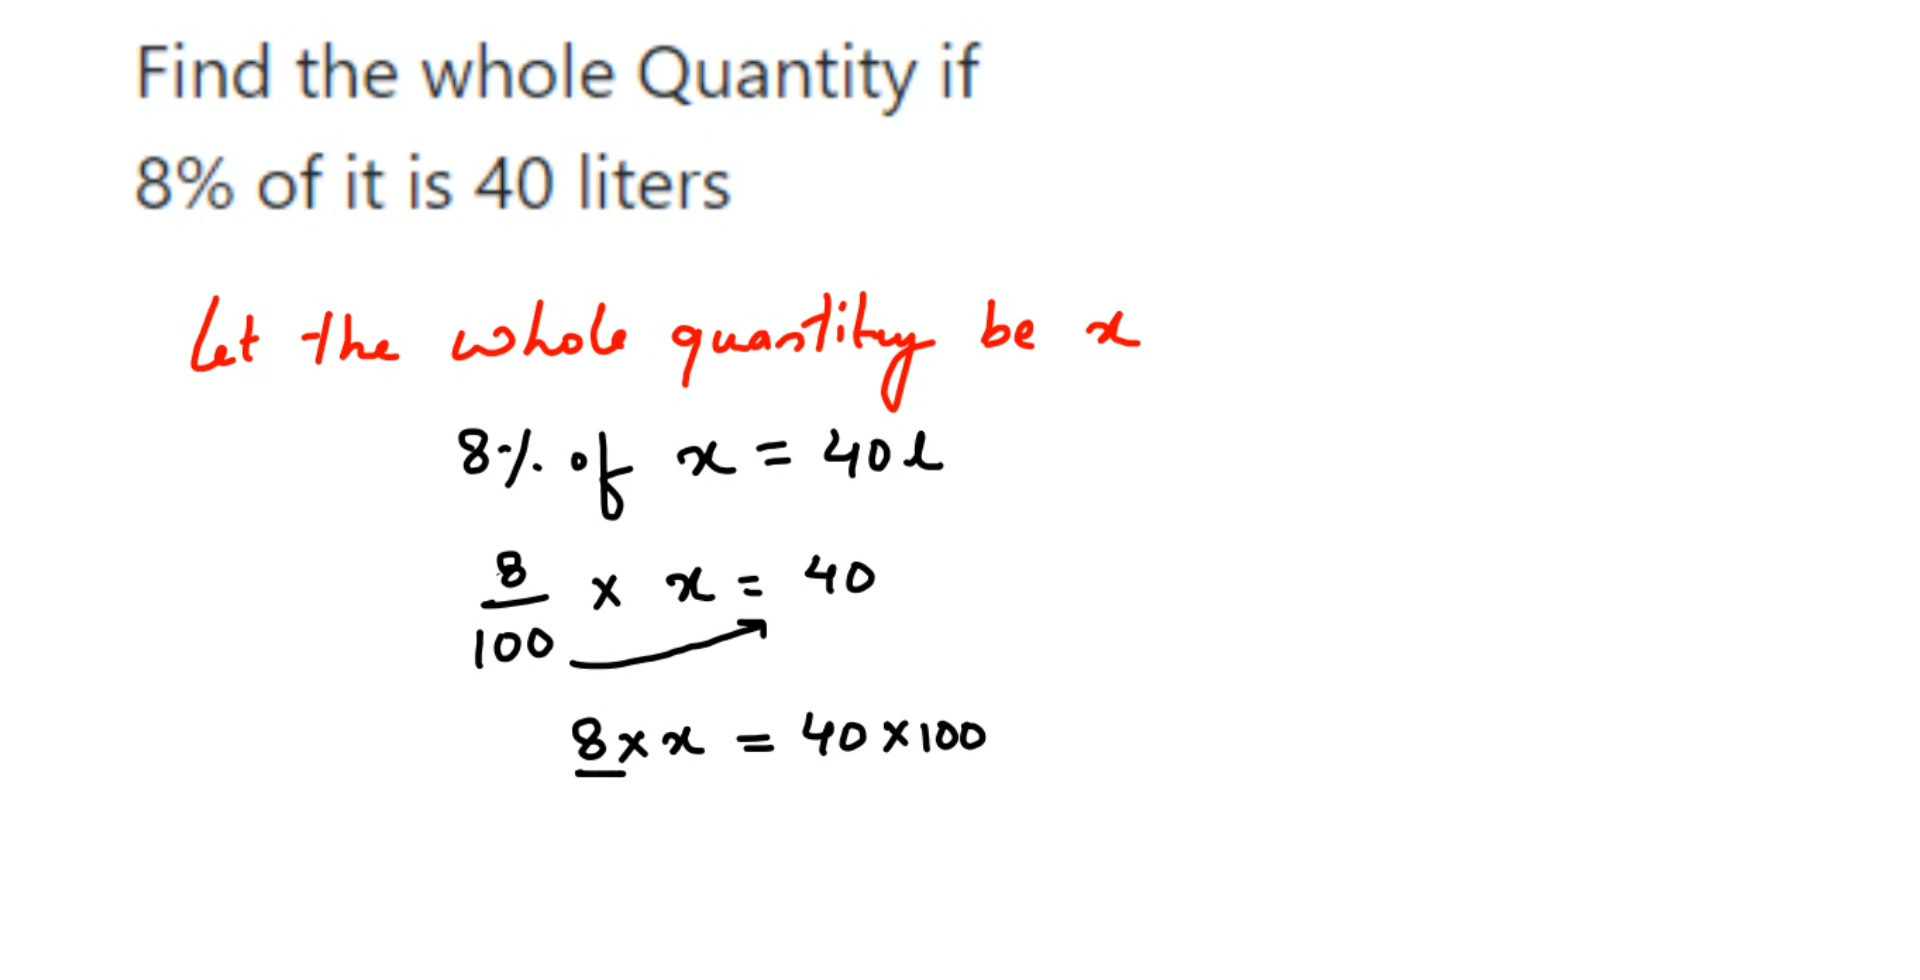 Find the whole Quantity if
8% of it is 40 liters
Let the whole quantity be x
8% of x = 40l
8/100 × x = 40
8 × x = 40 × 100